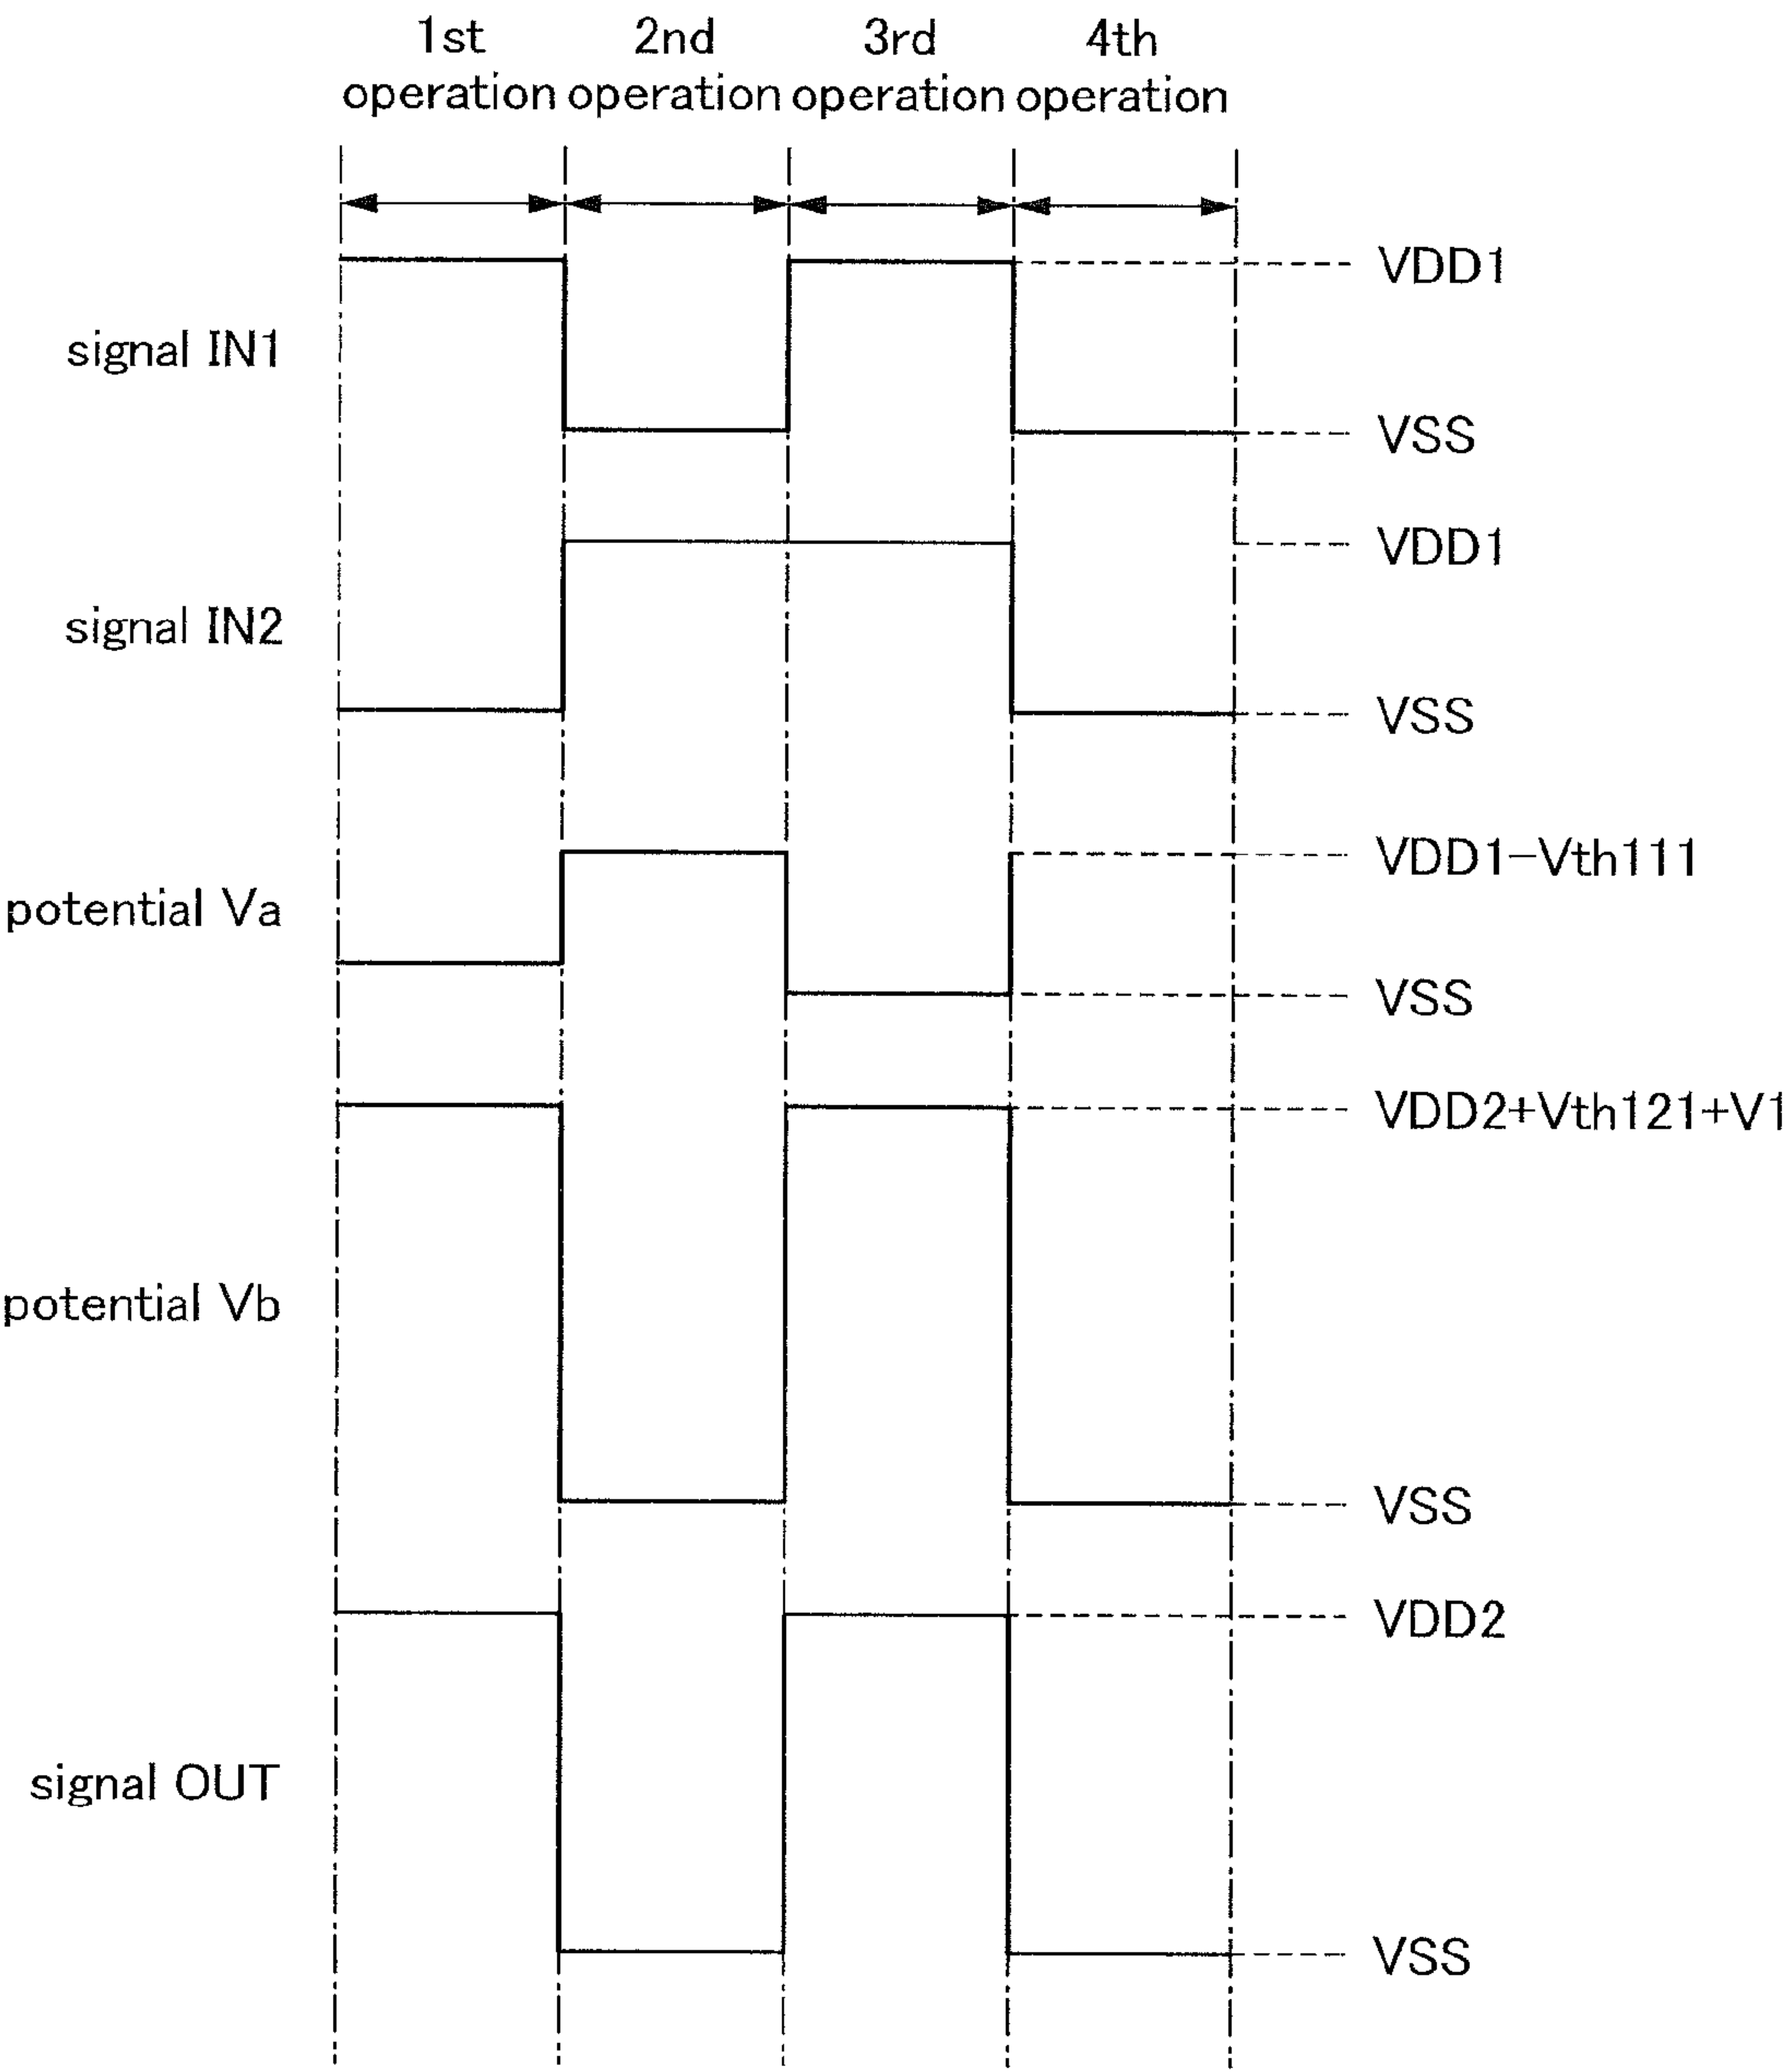 1st 2nd 3rd 4th
operation operation operation operation
VDD1
signal IN1
VSS
VDD1
signal IN2
VSS
VDD1-Vth111
potential Va
VSS
VDD2+Vth121+V1
potential Vb
VSS
VDD2
signal OUT
VSS